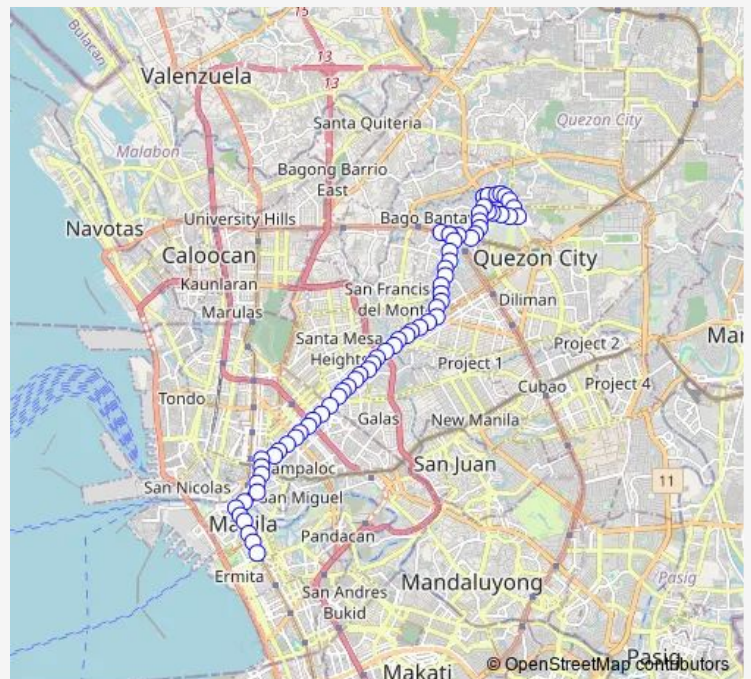 15
Bulacan
13
Valenzuela
13
Santa Quiteria
Quezon City
Malabon
Bagong Barrio
East
University Hills
Bago Banta
Navotas
Caloocan
Quezon City
Kaunlaran
San Francis
Diliman
Marulas
del Mont
Santa Mesa
Heights
Project 2
Mar
Project 1
Cubao
Project 4
Tondo
Galas
New Manila
ampaloc
San Juan
11
San Nicolas
San Miguel
Ma ila
Pandacan
Ermita
Pasig
San Andres
Bukid
Mandaluyong
Makati
Pasig
© OpenStreetMap contributors